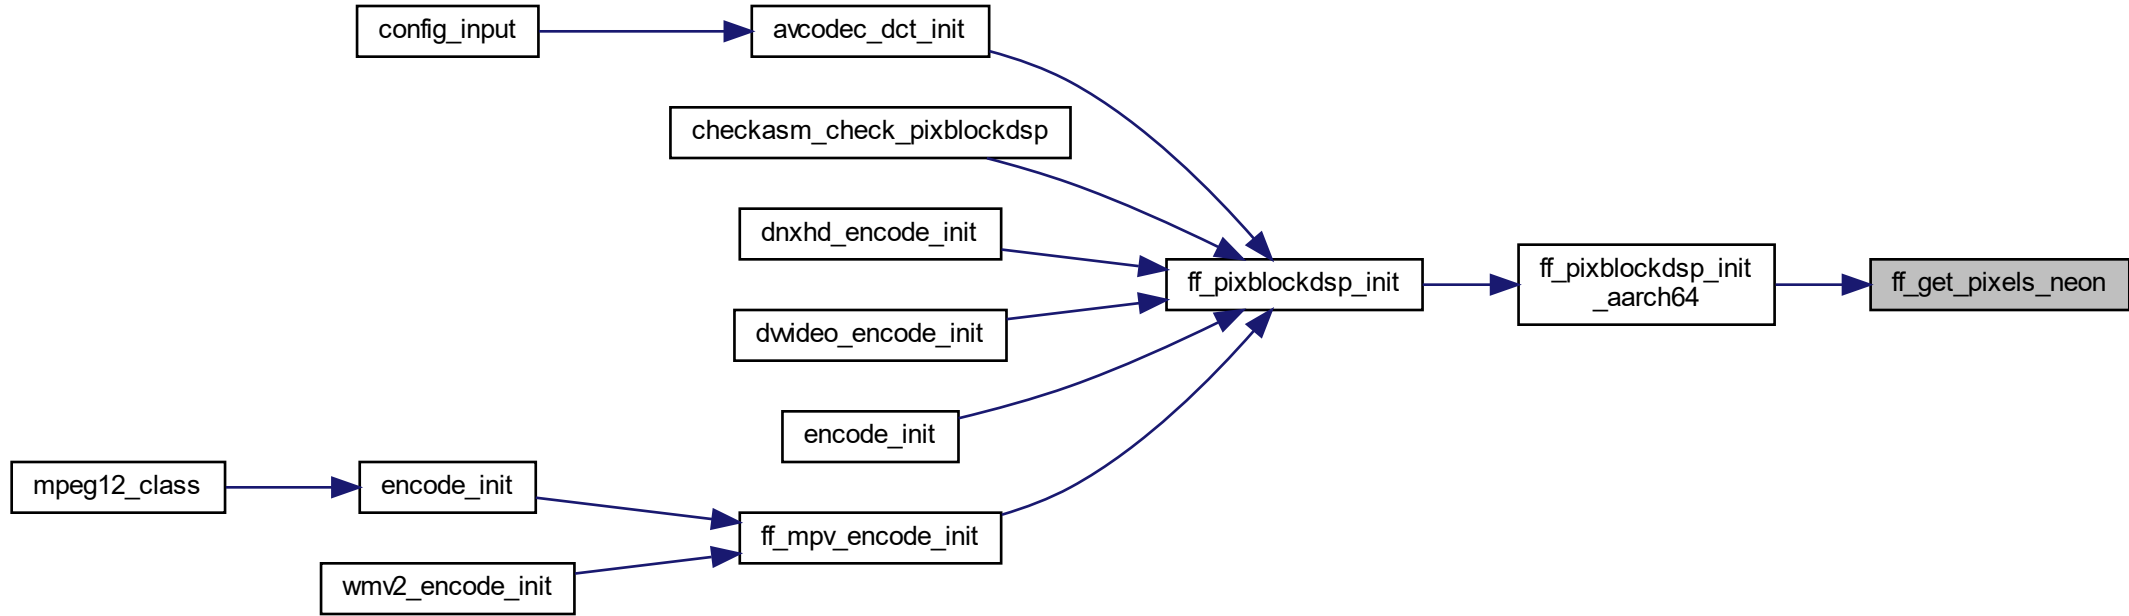 config_input
avcodec_dct_init
checkasm_check_pixblockdsp
dnxhd_encode_init
ff_pixblockdsp_init
ff_pixblockdsp_init
_aarch64
ff_get_pixels_neon
dvvideo_encode_init
encode_init
mpeg12_class
encode_init
ff_mpv_encode_init
wmv2_encode_init